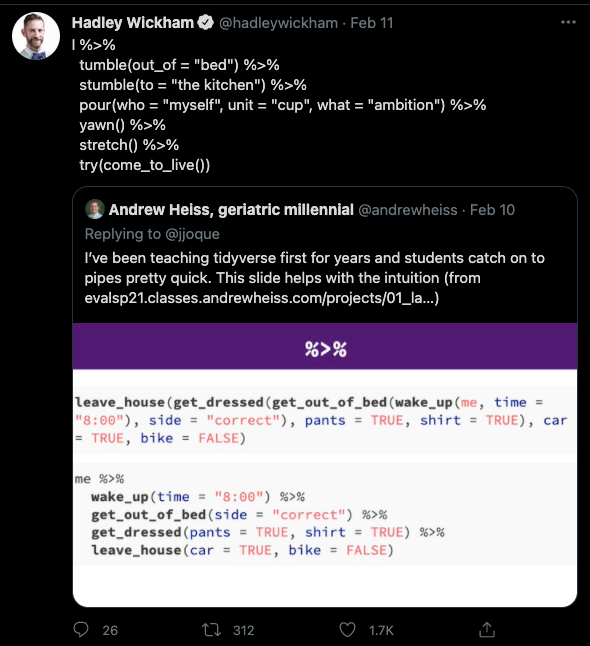 Hadley Wickham @hadleywickham · Feb 11
I %>%
tumble(out_of = "bed") %>%
stumble(to = "the kitchen") %>%
pour(who = "myself", unit = "cup", what = "ambition") %>%
yawn() %>%
stretch() %>%
try(come_to_live())
Andrew Heiss, geriatric millennial @andrewheiss · Feb 10
Replying to @jjoque
I've been teaching tidyverse first for years and students catch on to
pipes pretty quick. This slide helps with the intuition (from
evalsp21.classes.andrewheiss.com/projects/01_la...)
%>%
leave_house(get_dressed(get_out_of_bed(wake_up(me, time =
"8:00"), side = "correct"), pants = TRUE, shirt = TRUE), car
= TRUE, bike = FALSE)
me %>%
wake_up(time = "8:00") %>%
get_out_of_bed(side = "correct") %>%
get_dressed(pants = TRUE, shirt = TRUE) %>%
leave_house(car = TRUE, bike = FALSE)
26 312 1.7K